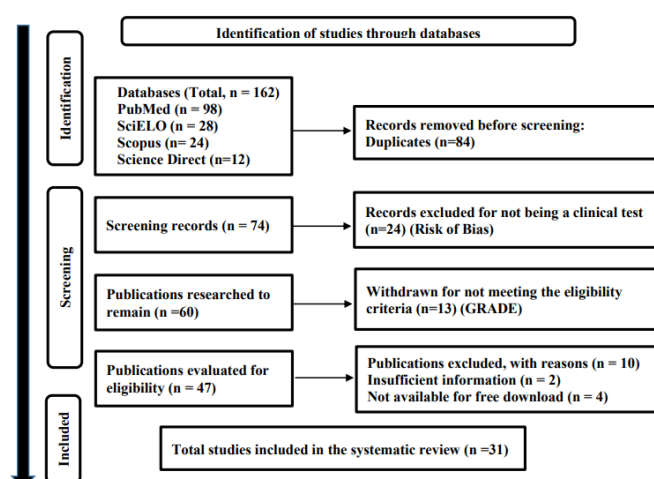 Identification of studies through databases
Identification
Databases (Total, n = 162)
PubMed (n = 98)
SciELO (n = 28)
Scopus (n= 24)
Science Direct (n=12)
Records removed before screening:
Duplicates (n=84)
Screening
Screening records (n = 74)
Records excluded for not being a clinical test
(n=24) (Risk of Bias)
Publications researched to
remain (n =60)
Withdrawn for not meeting the eligibility
criteria (n=13) (GRADE)
Publications evaluated for
eligibility (n = 47)
Publications excluded, with reasons (n = 10)
Insufficient information (n = 2)
Not available for free download (n = 4)
Included
Total studies included in the systematic review (n =31)